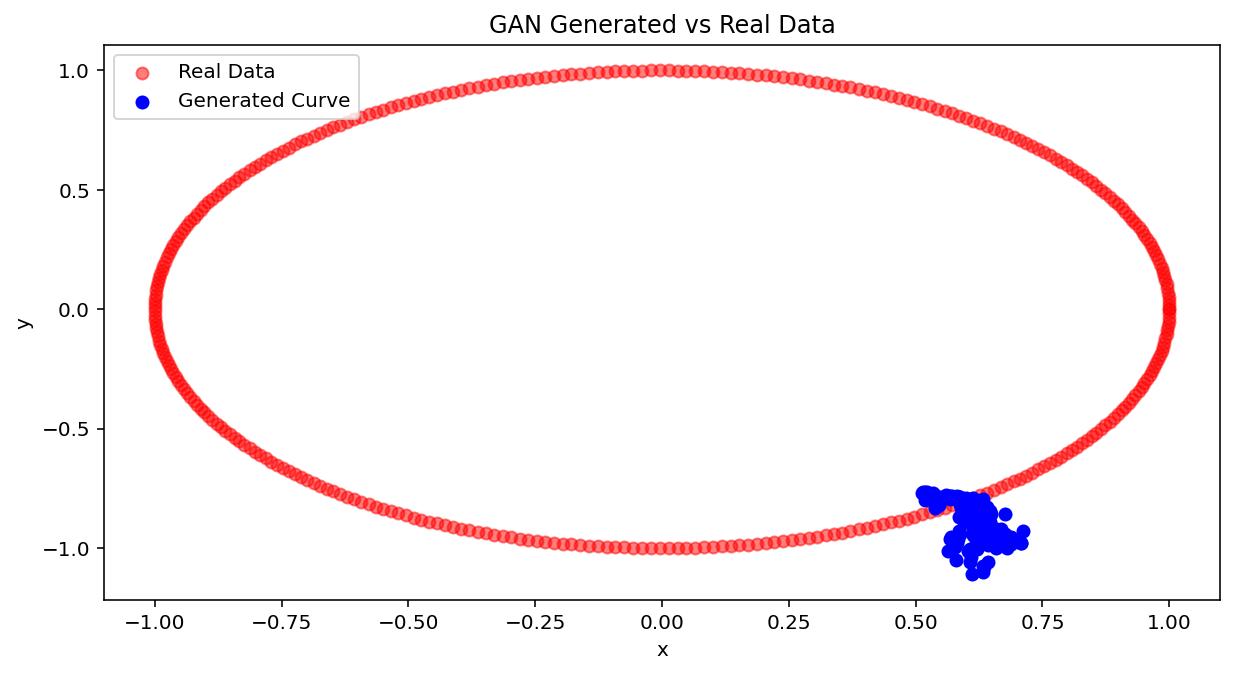 GAN Generated vs Real Data
Real Data
Generated Curve
1.0
0.5
0.0
−0.5
−1.0
y
−1.00 −0.75 −0.50 −0.25 0.00 0.25 0.50 0.75 1.00
x